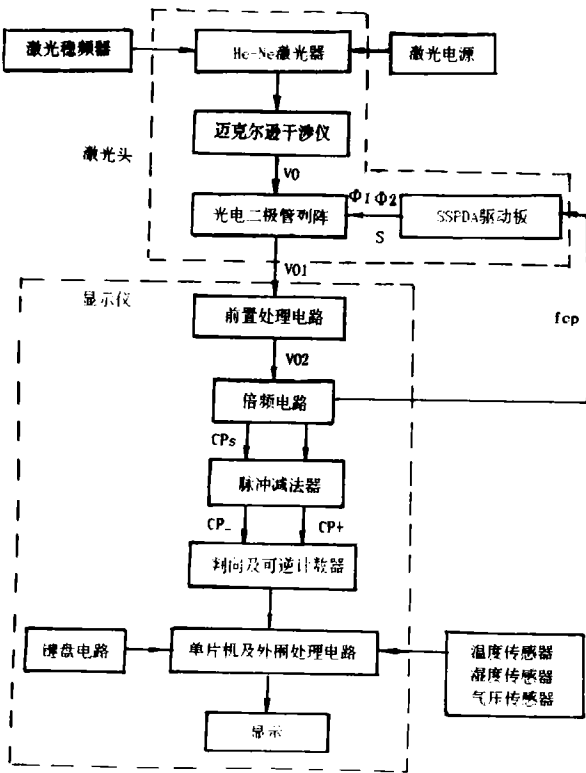 激光稳频器
He-Ne激光器
激光电源
迈克尔逊干涉仪
激光头
VO
Φ1 Φ2
光电二极管列阵
SSPDA驱动板
S
VO1
显示仪
前置处理电路
fcp
VO2
倍频电路
CPs
脉冲减法器
CP_
CP+
判向及可逆计数器
键盘电路
单片机及外围处理电路
温度传感器
湿度传感器
气压传感器
显示